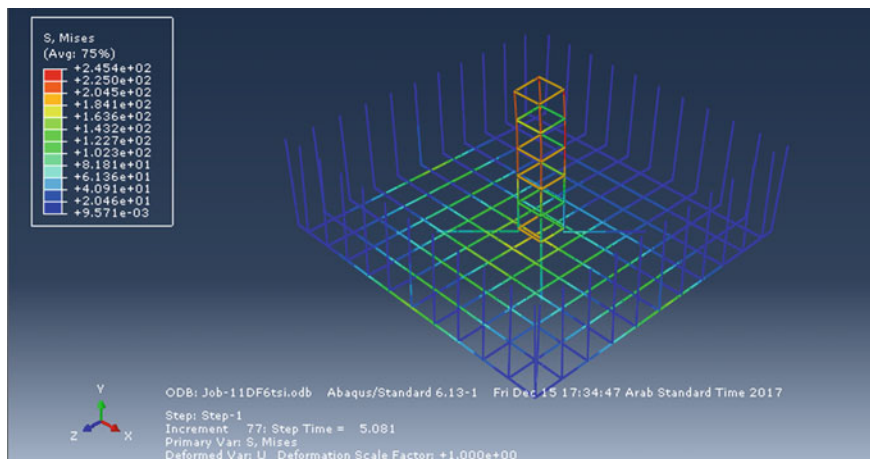 S, Mises
(Avg: 75%)
+2.454e+02
+2.250e+02
+2.045e+02
+1.841e+02
+1.636e+02
+1.432e+02
+1.227e+02
+1.023e+02
+8.181e+01
+6.136e+01
+4.091e+01
+2.046e+01
+9.571e-03
Y
Z X
ODB: Job-11DF6tsi.odb Abaqus/Standard 6.13-1 Fri Dec 15 17:34:47 Arab Standard Time 2017
Step: Step-1
Increment 77: Step Time = 5.081
Primary Var: S, Mises
Deformed Var: U Deformation Scale Factor: +1.000e+00